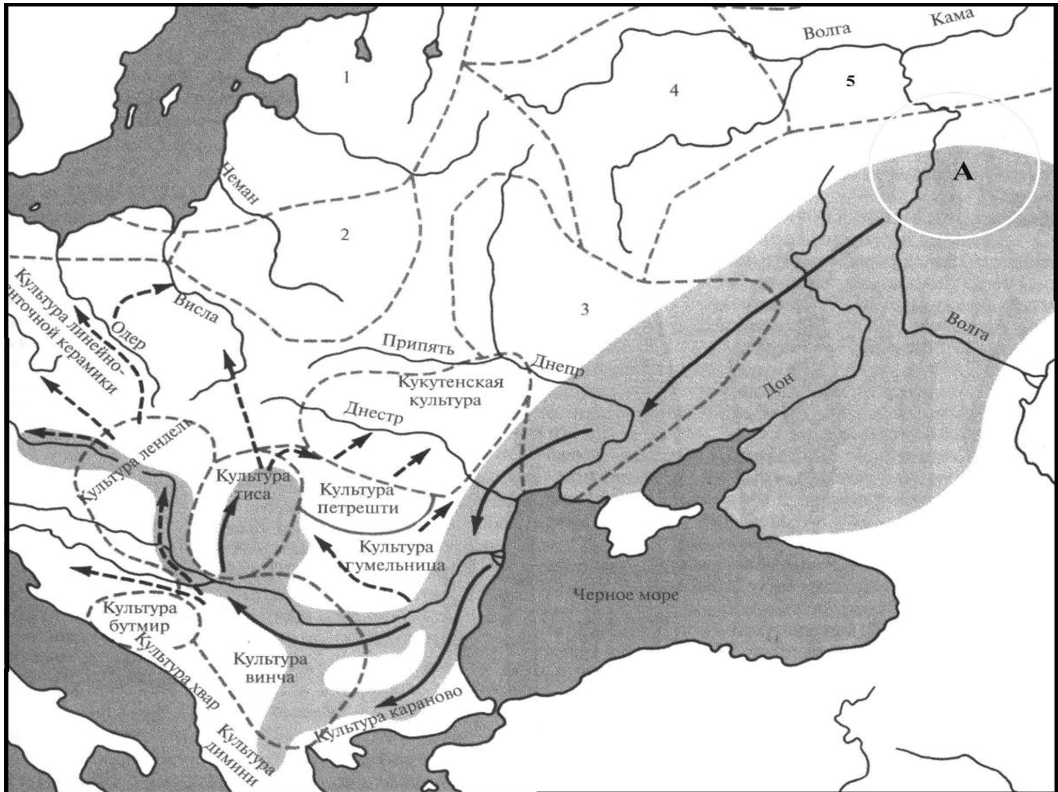 Волга
Кама
1
4
5
А
Неман
2
3
Культура линейно-
ленточной керамики
Одер
Висла
Припять
Днепр
Волга
Кукутенская
культура
Дон
Днестр
Культура лендель
Культура
тиса
Культура
петрешти
Культура
гумельница
Черное море
Культура
бутмир
Культура
винча
Культура хвар
Культура караново
Культура
димини